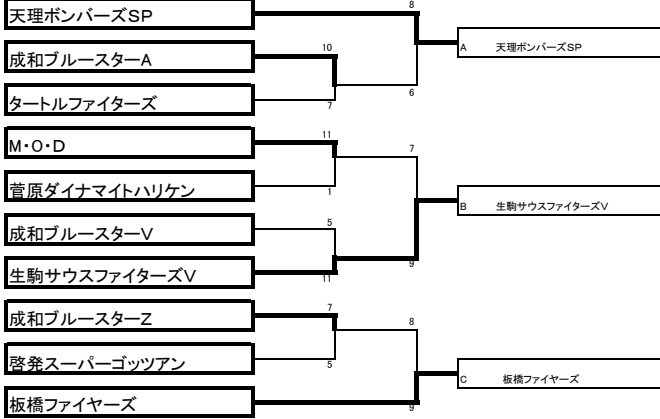 天理ボンバーズSP
8
A 天理ボンバーズSP
成和ブルースターA
10
6
タートルファイターズ
7
M・O・D
11
7
菅原ダイナマイトハリケン
1
B 生駒サウスファイターズV
成和ブルースターV
5
生駒サウスファイターズV
11
9
成和ブルースターZ
7
8
啓発スーパーゴッツアン
5
C 板橋ファイヤーズ
板橋ファイヤーズ
9